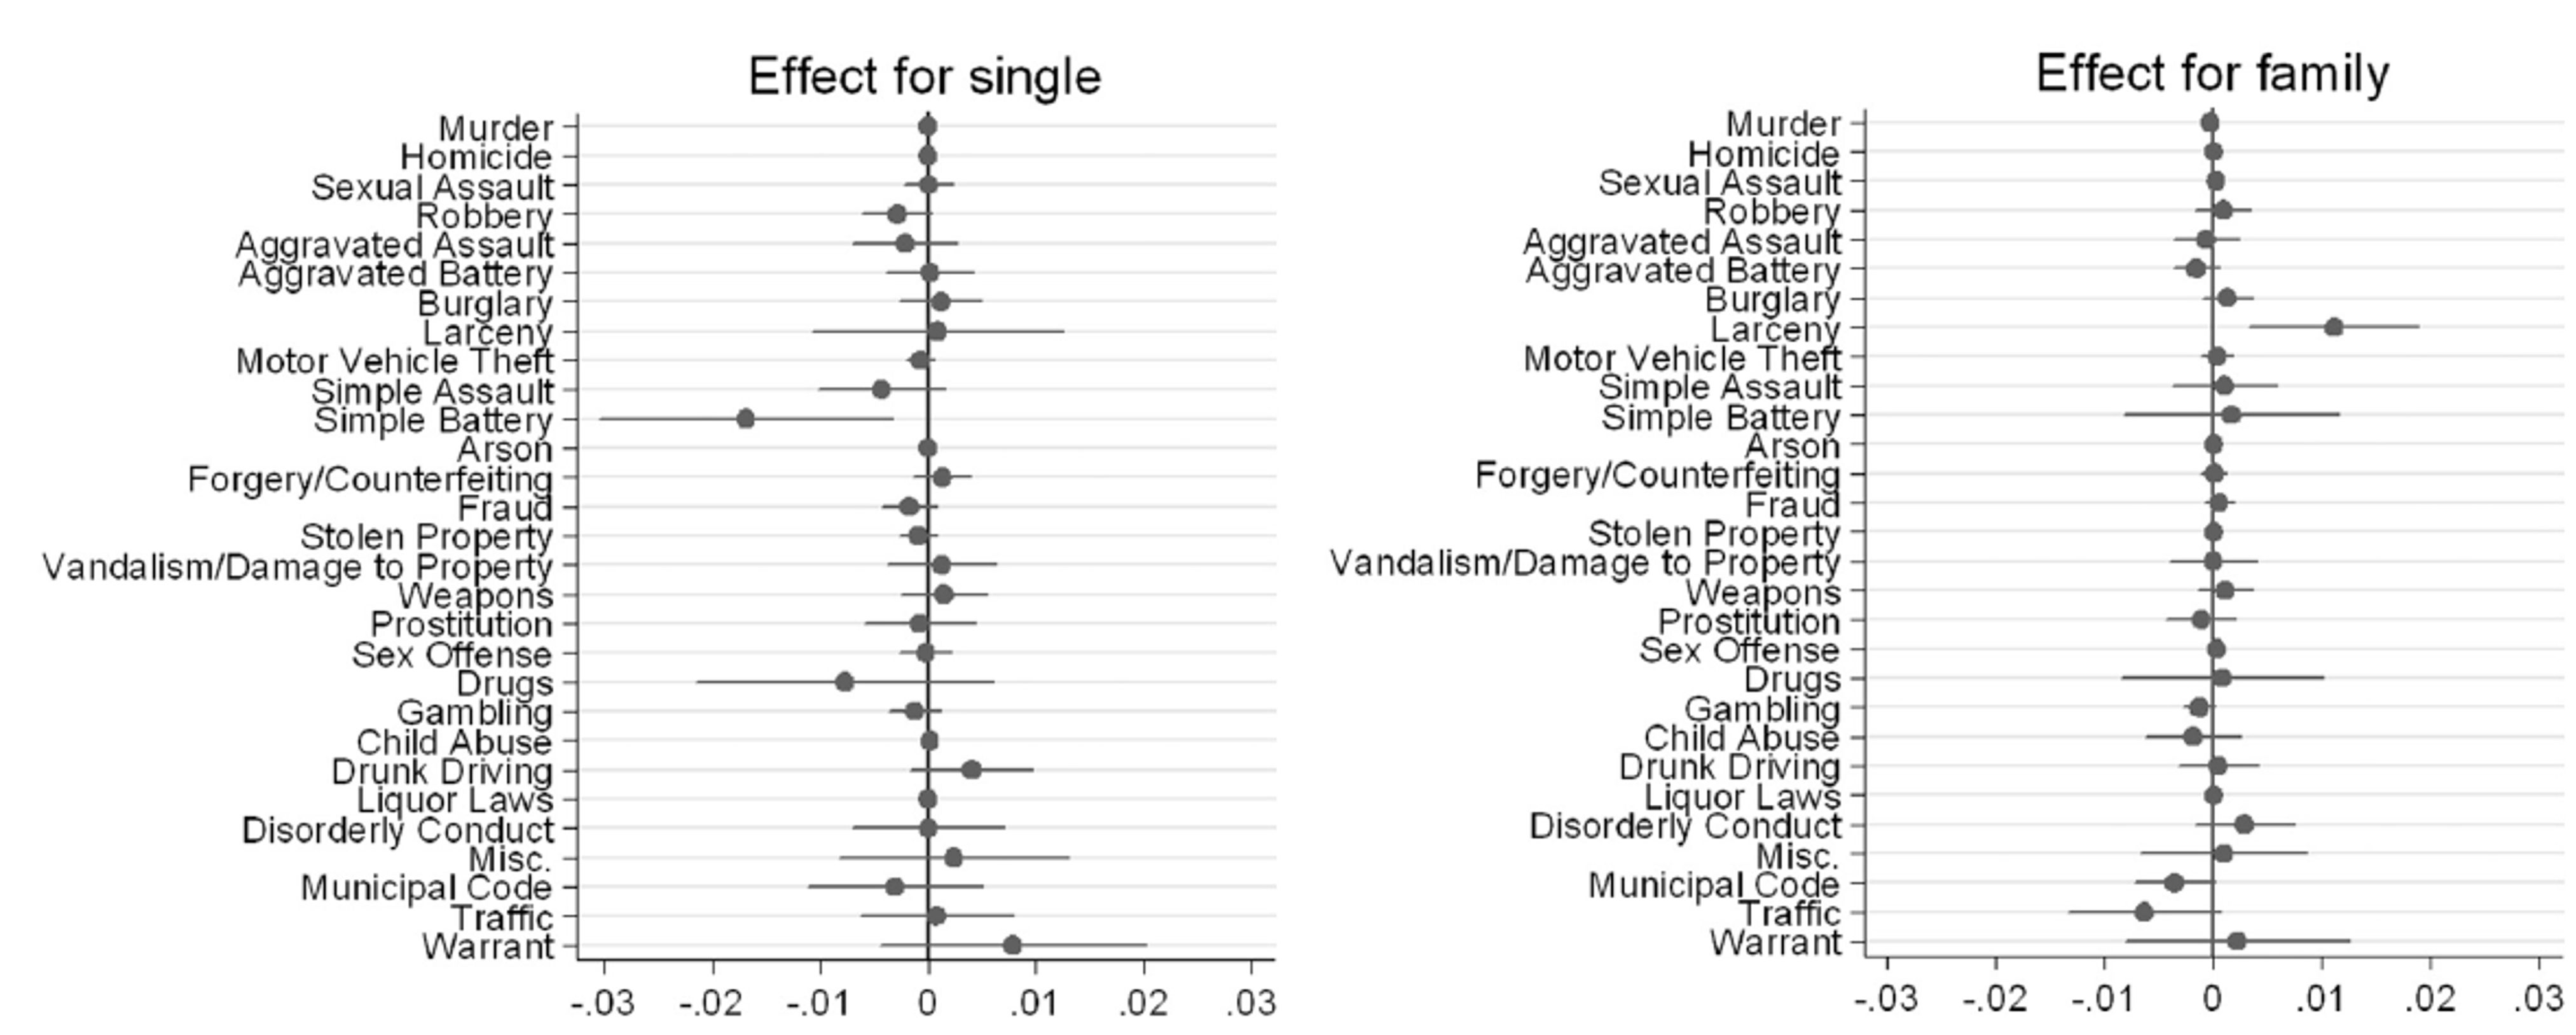 Effect for single
Murder
Homicide
Sexual Assault
Robbery
Aggravated Assault
Aggravated Battery
Burglary
Larceny
Motor Vehicle Theft
Simple Assault
Simple Battery
Arson
Forgery/Counterfeiting
Fraud
Stolen Property
Vandalism/Damage to Property
Weapons
Prostitution
Sex Offense
Drugs
Gambling
Child Abuse
Drunk Driving
Liquor Laws
Disorderly Conduct
Misc.
Municipal Code
Traffic
Warrant
-.03 -.02 -.01 0 .01 .02 .03
Effect for family
Murder
Homicide
Sexual Assault
Robbery
Aggravated Assault
Aggravated Battery
Burglary
Larceny
Motor Vehicle Theft
Simple Assault
Simple Battery
Arson
Forgery/Counterfeiting
Fraud
Stolen Property
Vandalism/Damage to Property
Weapons
Prostitution
Sex Offense
Drugs
Gambling
Child Abuse
Drunk Driving
Liquor Laws
Disorderly Conduct
Misc.
Municipal Code
Traffic
Warrant
-.03 -.02 -.01 0 .01 .02 .03